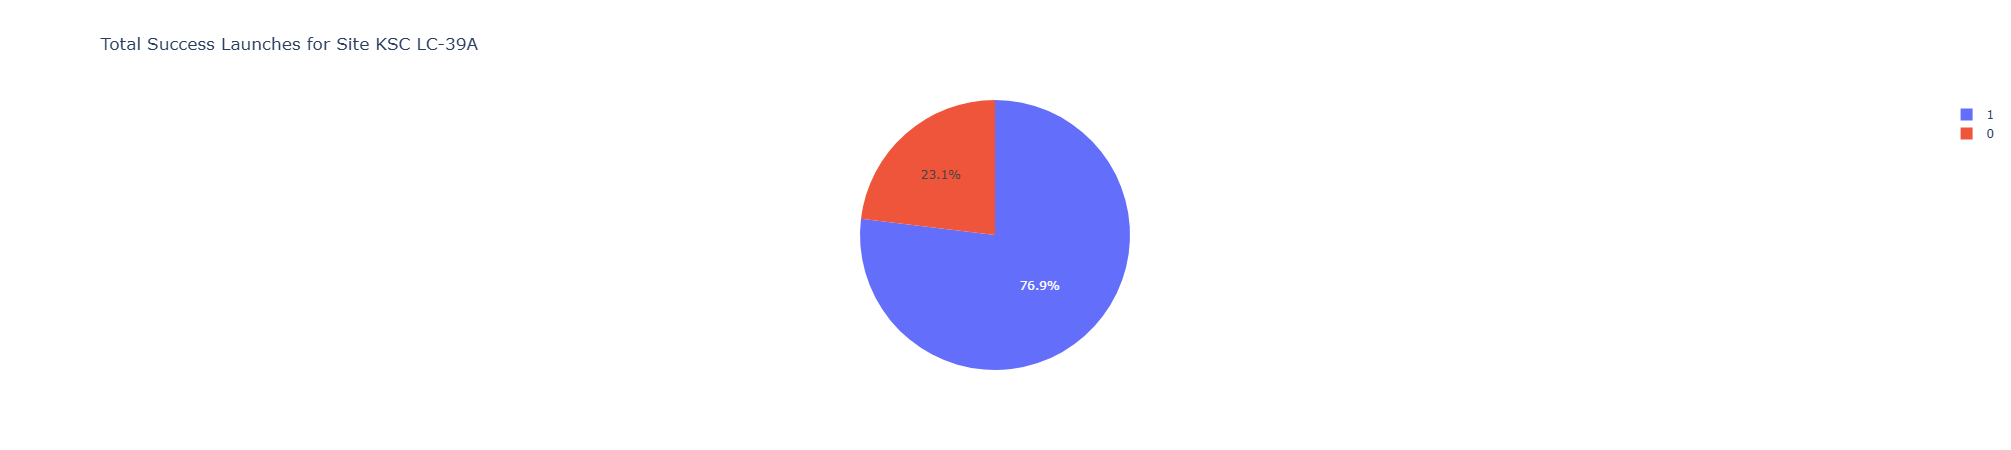 Total Success Launches for Site KSC LC-39A
1
0
23.1%
76.9%